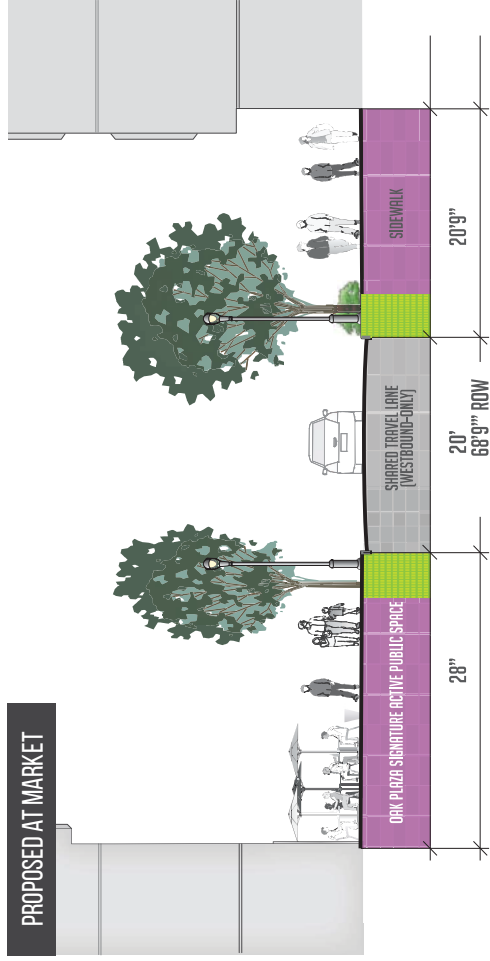 PROPOSED AT MARKET
OAK PLAZA SIGNATURE ACTIVE PUBLIC SPACE
SHARED TRAVEL LANE
(WESTBOUND-ONLY)
SIDEWALK
28”
20’
20’9”
68’9”’ ROW